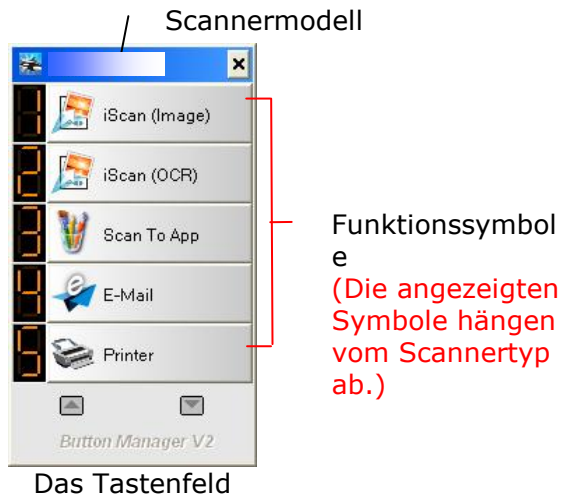 Scannermodell
1 iScan (Image)
2 iScan (OCR)
3 Scan To App
4 E-Mail
5 Printer
Button Manager V2
Funktionssymbol
e
(Die angezeigten
Symbole hängen
vom Scannertyp
ab.)
Das Tastenfeld